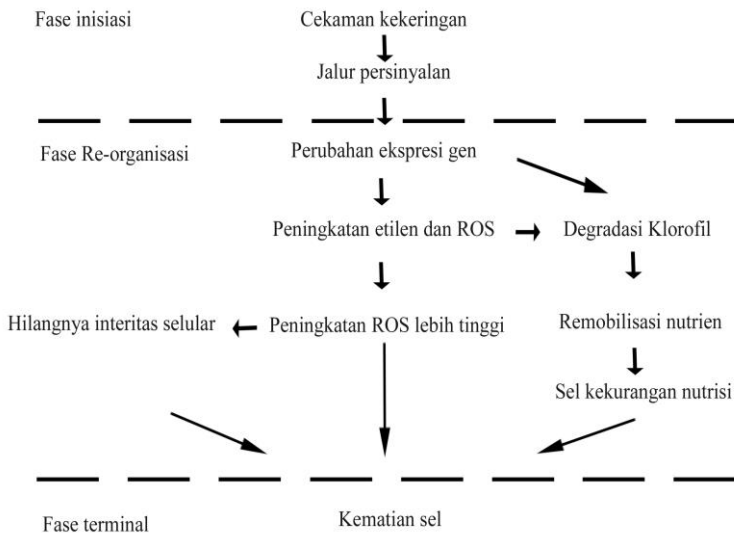 Fase inisiasi
Cekaman kekeringan
Jalur persinyalan
Fase Re-organisasi
Perubahan ekspresi gen
Peningkatan etilen dan ROS
Degradasi Klorofil
Hilangnya interitas selular
Peningkatan ROS lebih tinggi
Remobilisasi nutrien
Sel kekurangan nutrisi
Fase terminal
Kematian sel